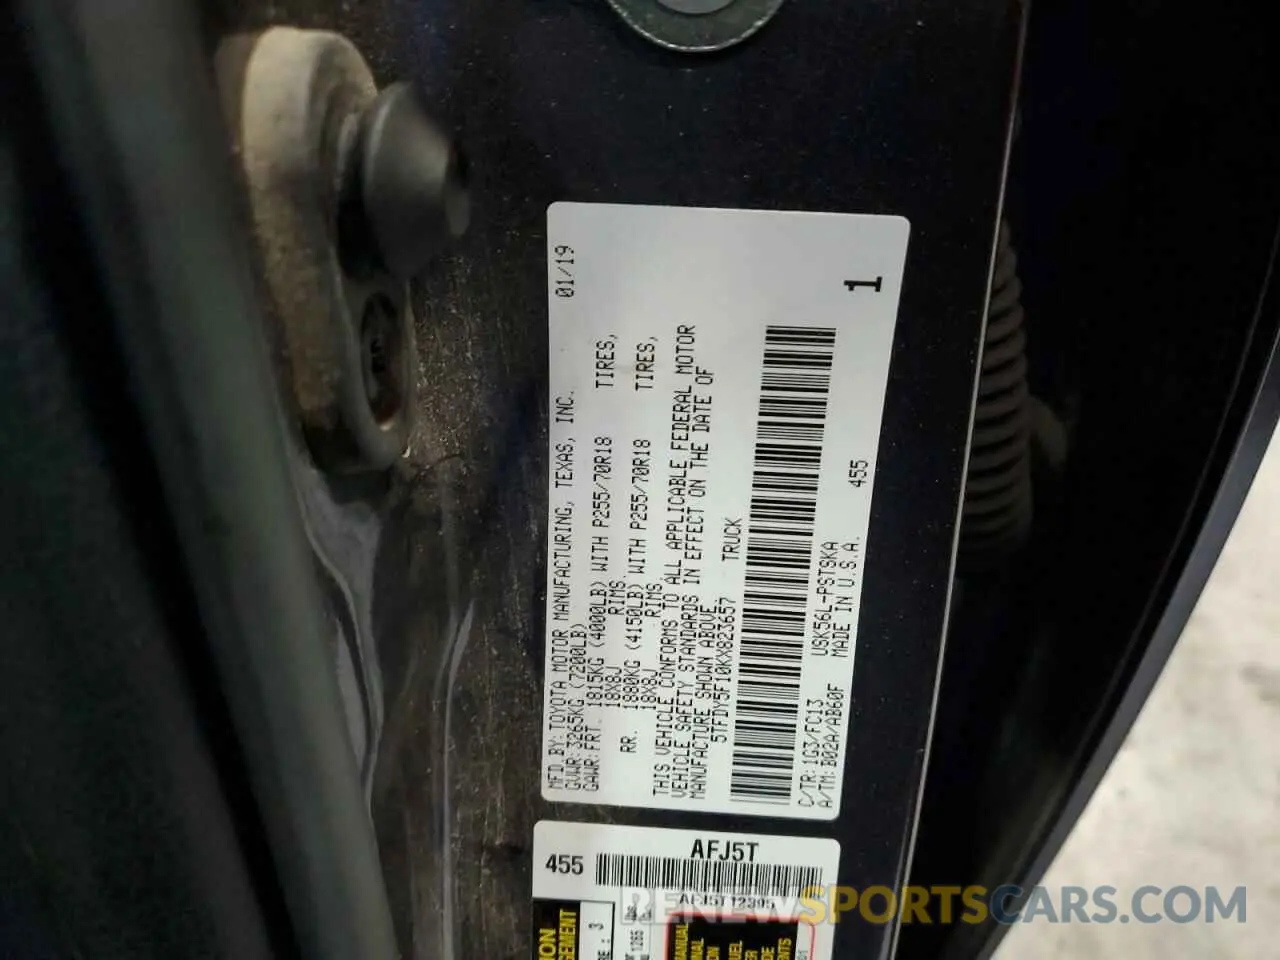 MFD.BY:TOYOTA MOTOR MANUFACTURING, TEXAS, INC. 01/19
GVWR:3265KG (7200LB)
GAWR:FRT. 1815KG (4000LB) WITH P255/70R18 TIRES,
18X8J RIMS,
RR. 1880KG (4150LB) WITH P255/70R18 TIRES,
18X8J RIMS.
THIS VEHICLE CONFORMS TO ALL APPLICABLE FEDERAL MOTOR
VEHICLE SAFETY STANDARDS IN EFFECT ON THE DATE OF
MANUFACTURE SHOWN ABOVE
5TFDY5F10KX823657 TRUCK
C/TR:1G3/FC13 USK56L-PSTSKA 455
A/TM:B02A/AB60F MADE IN U.S.A.
1
AFJ5T
455
RENEWSPORTSCARS.COM
3
1265
MANUAL